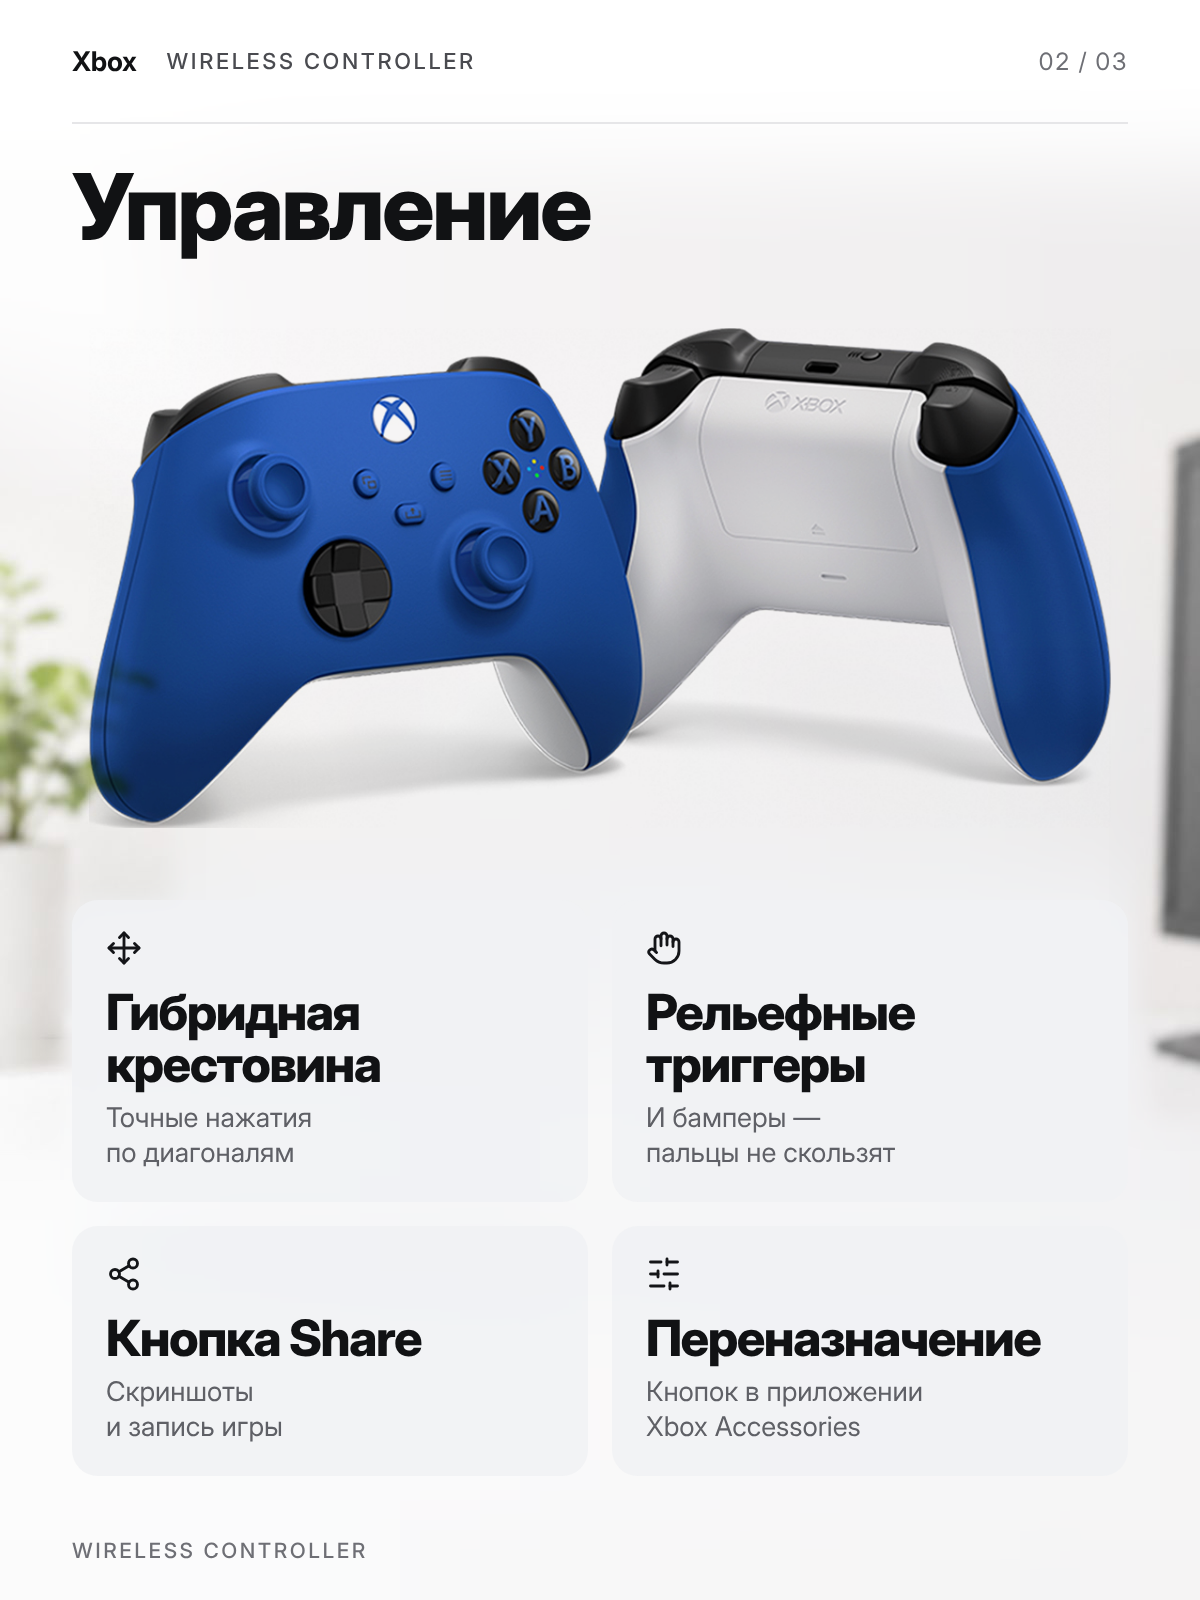 Xbox WIRELESS CONTROLLER 02 / 03
Управление
Y
X B
A
XBOX
Гибридная
крестовина
Точные нажатия
по диагоналям
Рельефные
триггеры
И бамперы —
пальцы не скользят
Кнопка Share
Скриншоты
и запись игры
Переназначение
Кнопок в приложении
Xbox Accessories
WIRELESS CONTROLLER